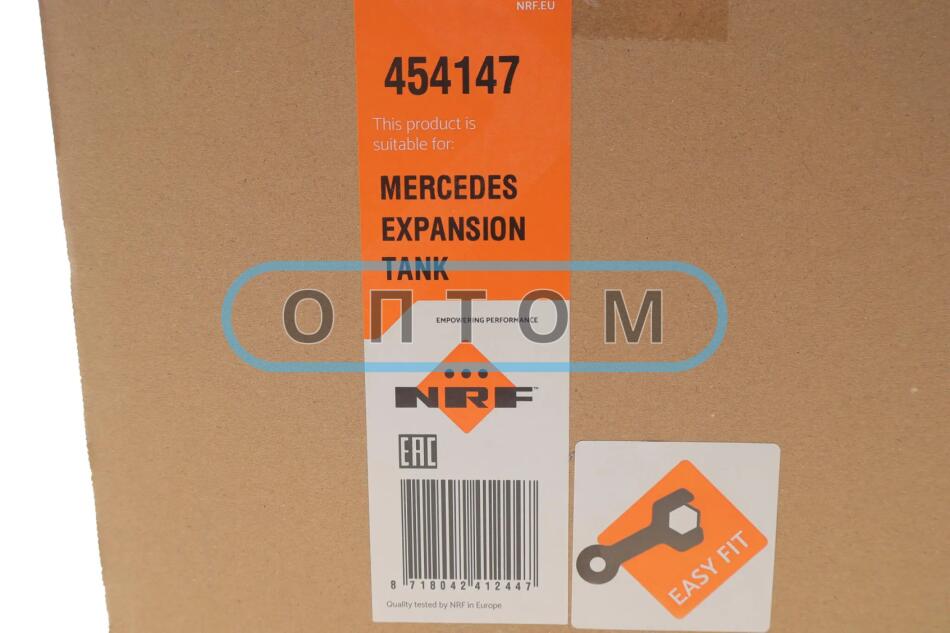 NRF.EU
454147
This product is
suitable for:
MERCEDES
EXPANSION
TANK
ОПТОМ
EMPOWERING PERFORMANCE
NRF™
EAC
8 718042 412447
Quality tested by NRF in Europe
EASY FIT